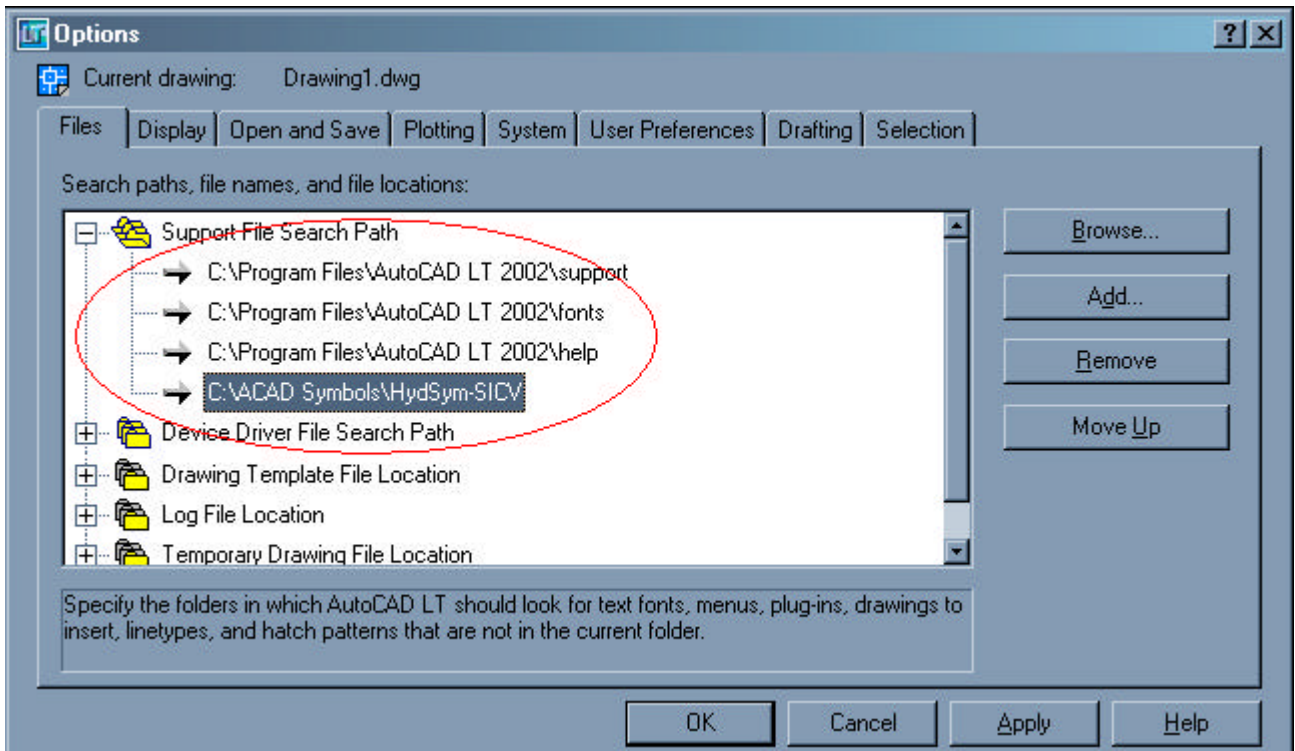 LT Options
Current drawing: Drawing1.dwg
Files Display Open and Save Plotting System User Preferences Drafting Selection
Search paths, file names, and file locations:
Support File Search Path
C:\Program Files\AutoCAD LT 2002\support
C:\Program Files\AutoCAD LT 2002\fonts
C:\Program Files\AutoCAD LT 2002\help
C:\ACAD Symbols\HydSym-SICV
Device Driver File Search Path
Drawing Template File Location
Log File Location
Temporary Drawing File Location
Browse...
Add...
Remove
Move Up
Specify the folders in which AutoCAD LT should look for text fonts, menus, plug-ins, drawings to
insert, linetypes, and hatch patterns that are not in the current folder.
OK Cancel Apply Help